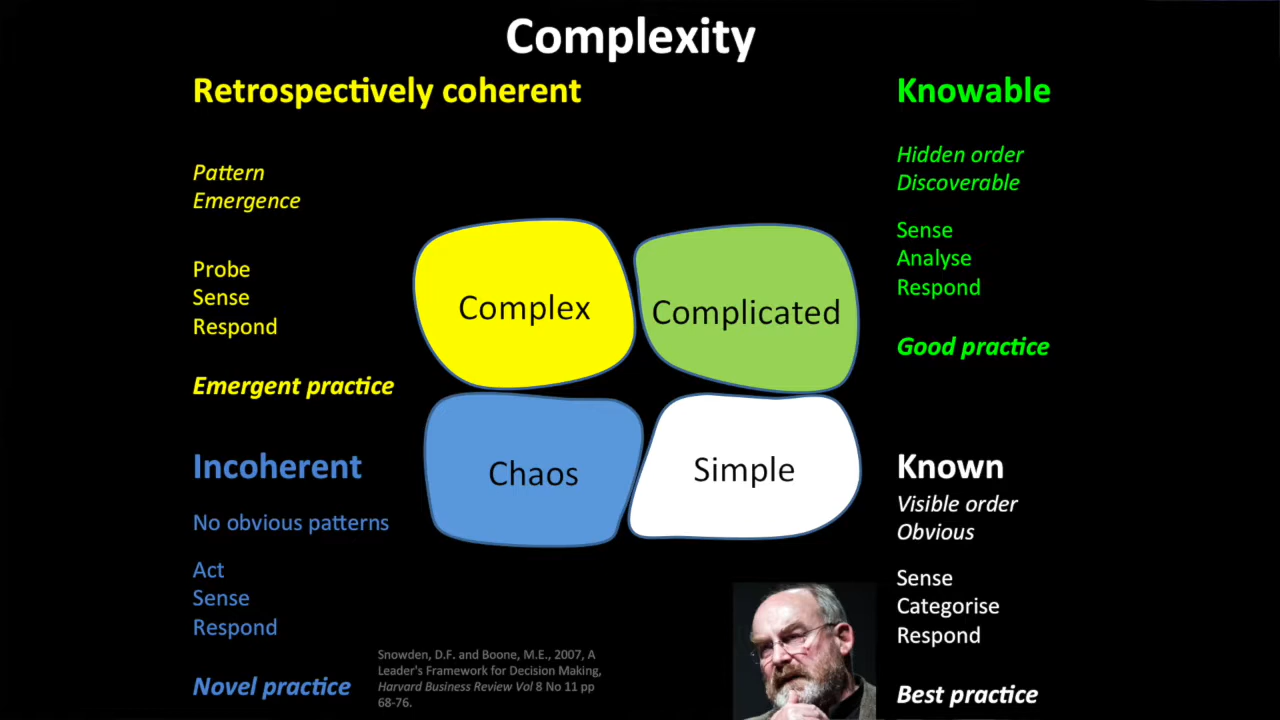 Complexity
Retrospectively coherent
Pattern
Emergence
Probe
Sense
Respond
Emergent practice
Knowable
Hidden order
Discoverable
Sense
Analyse
Respond
Good practice
Complex
Complicated
Chaos
Simple
Incoherent
No obvious patterns
Act
Sense
Respond
Novel practice
Known
Visible order
Obvious
Sense
Categorise
Respond
Best practice
Snowden, D.F. and Boone, M.E., 2007, A
Leader's Framework for Decision Making,
Harvard Business Review Vol 8 No 11 pp
68-76.